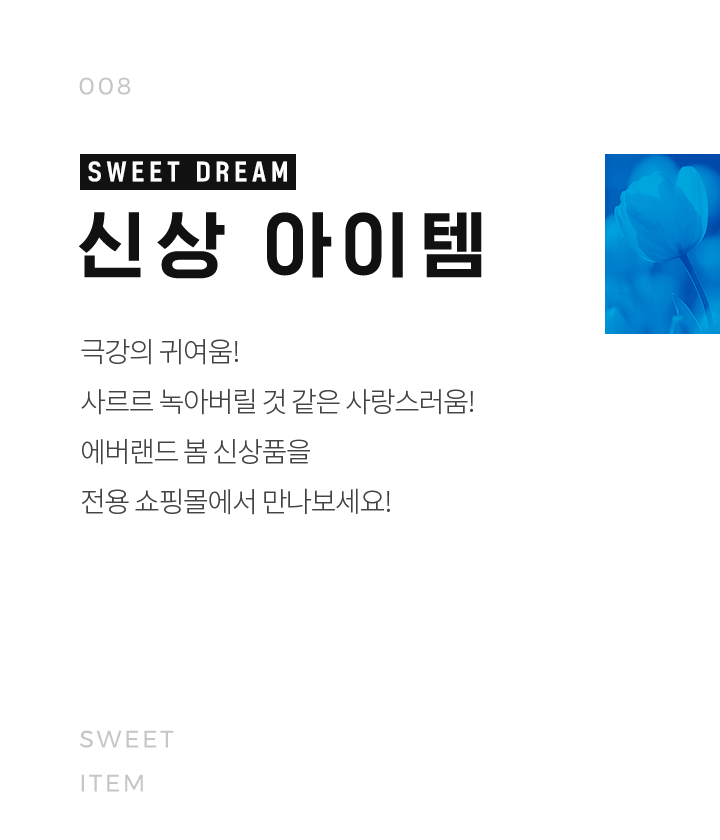 008
SWEET DREAM
신상 아이템
극강의 귀여움!
사르르 녹아버릴 것 같은 사랑스러움!
에버랜드 봄 신상품을
전용 쇼핑몰에서 만나보세요!
SWEET
ITEM